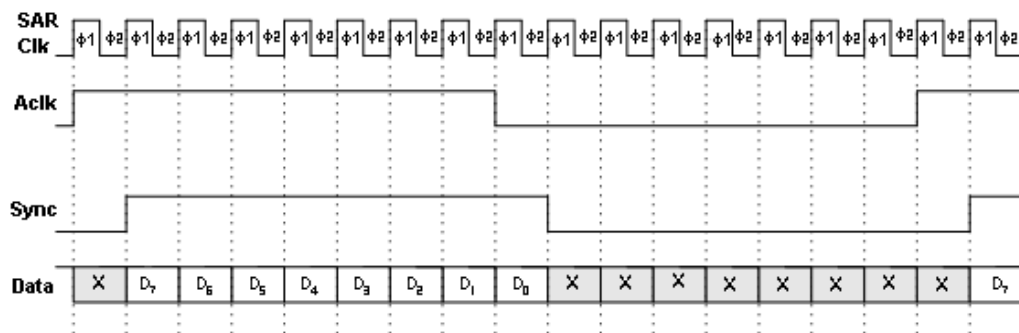 SAR
Clk ϕ1 ϕ2 ϕ1 ϕ2 ϕ1 ϕ2 ϕ1 ϕ2 ϕ1 ϕ2 ϕ1 ϕ2 ϕ1 ϕ2 ϕ1 ϕ2 ϕ1 ϕ2 ϕ1 ϕ2 ϕ1 ϕ2 ϕ1 ϕ2 ϕ1 ϕ2 ϕ1 ϕ2 ϕ1 ϕ2 ϕ1 ϕ2 ϕ1 ϕ2 ϕ1 ϕ2
Aclk
Sync
Data X D₇ D₆ D₅ D₄ D₃ D₂ D₁ D₀ X X X X X X X X D₇